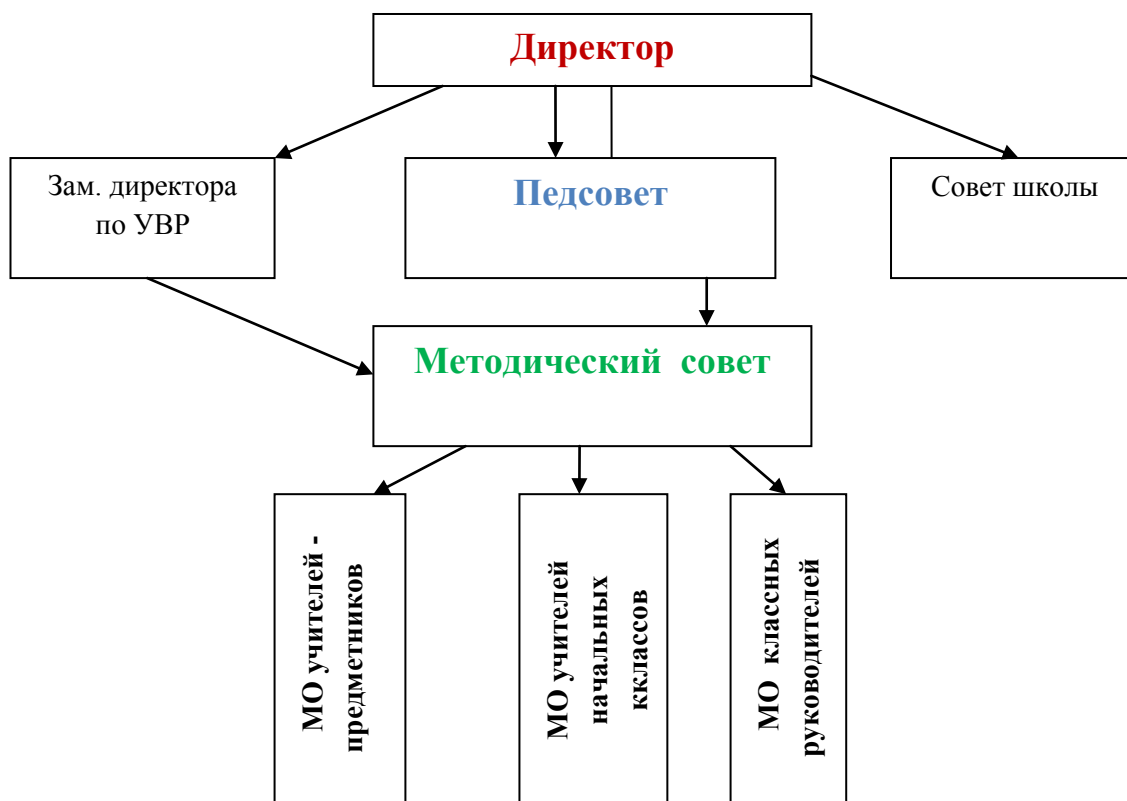 Директор
Зам. директора
по УВР
Педсовет
Совет школы
Методический  совет
МО учителей -
предметников
МО учителей
начальных
кклассов
МО  классных
руководителей